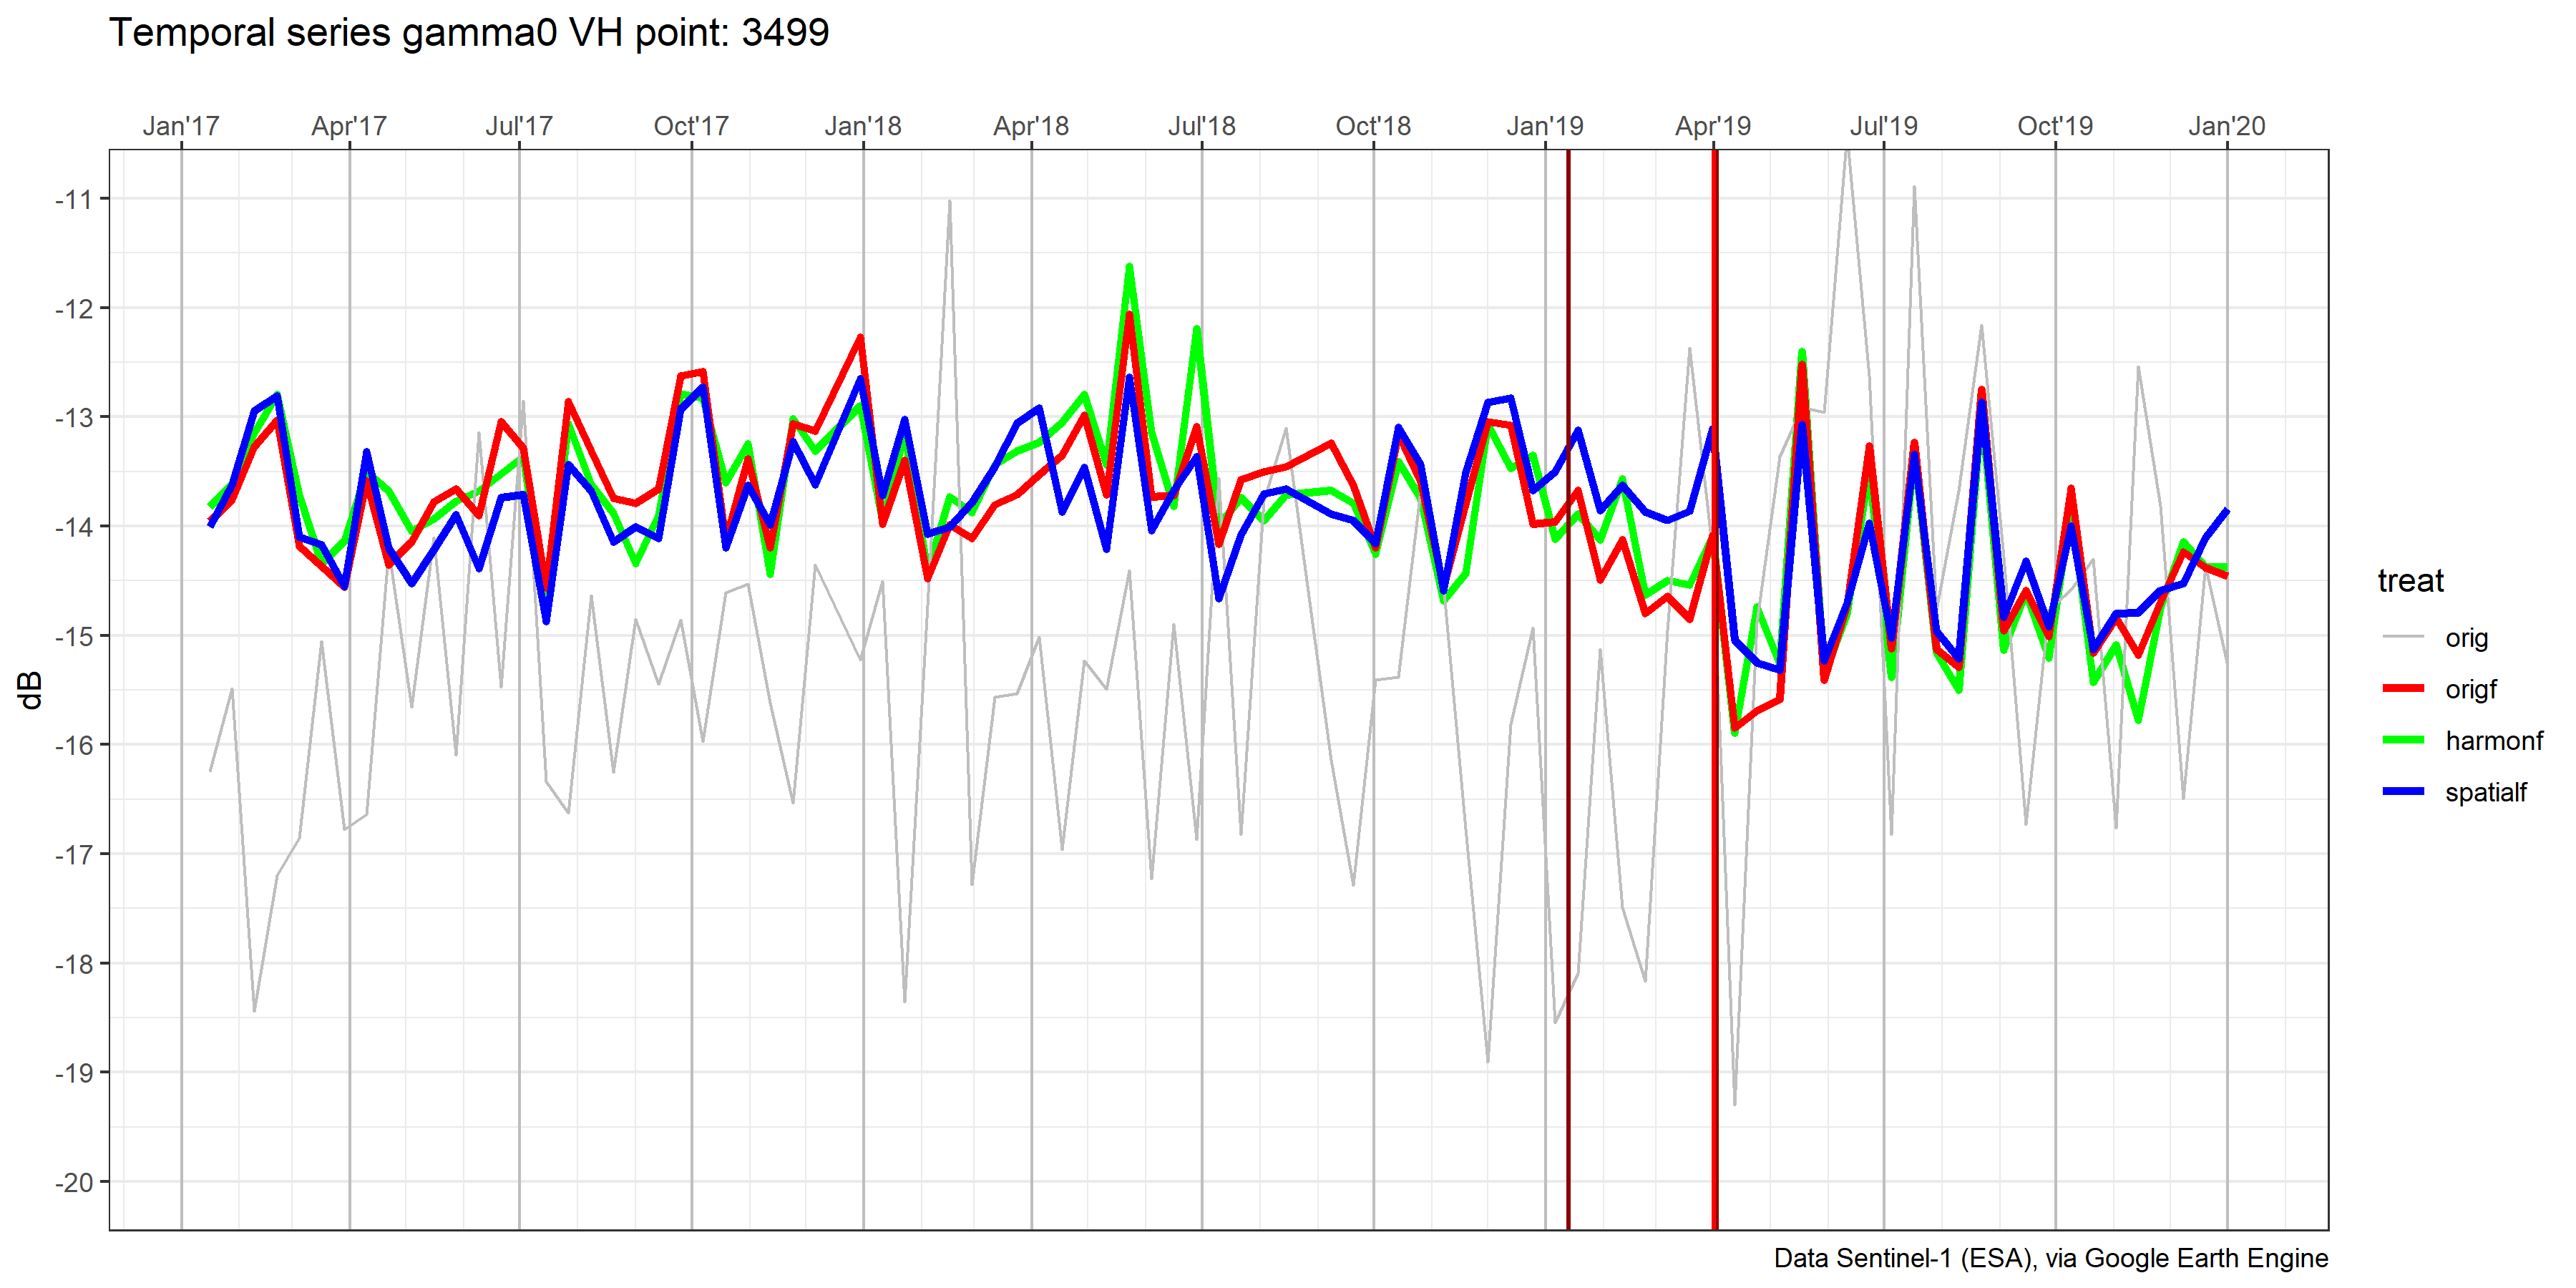 Temporal series gamma0 VH point: 3499
Jan'17 Apr'17 Jul'17 Oct'17 Jan'18 Apr'18 Jul'18 Oct'18 Jan'19 Apr'19 Jul'19 Oct'19 Jan'20
-11
-12
-13
-14
-15
-16
-17
-18
-19
-20
dB
treat
orig
origf
harmonf
spatialf
Data Sentinel-1 (ESA), via Google Earth Engine